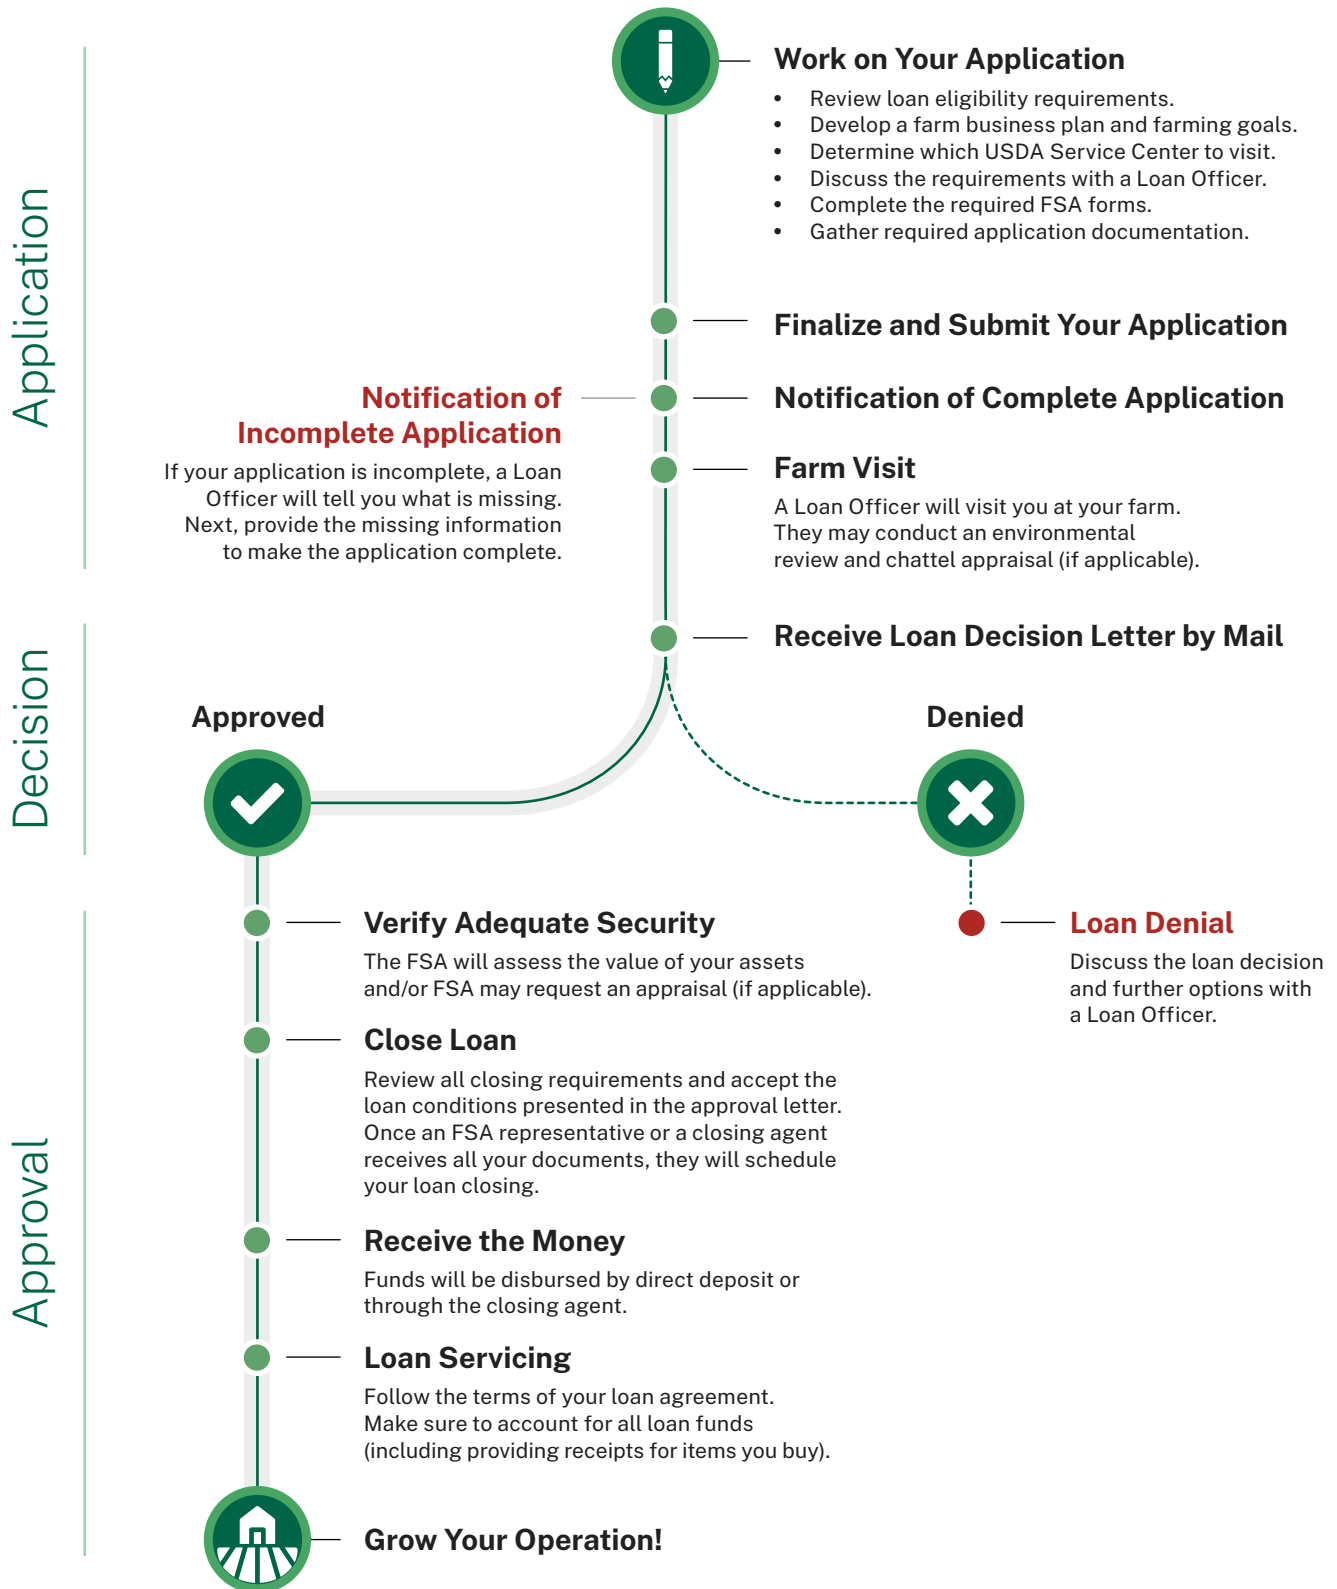 Application
Work on Your Application
• Review loan eligibility requirements.
• Develop a farm business plan and farming goals.
• Determine which USDA Service Center to visit.
• Discuss the requirements with a Loan Officer.
• Complete the required FSA forms.
• Gather required application documentation.
Finalize and Submit Your Application
Notification of
Incomplete Application
If your application is incomplete, a Loan
Officer will tell you what is missing.
Next, provide the missing information
to make the application complete.
Notification of Complete Application
Farm Visit
A Loan Officer will visit you at your farm.
They may conduct an environmental
review and chattel appraisal (if applicable).
Decision
Receive Loan Decision Letter by Mail
Approved
Denied
Approval
Verify Adequate Security
The FSA will assess the value of your assets
and/or FSA may request an appraisal (if applicable).
Loan Denial
Discuss the loan decision
and further options with
a Loan Officer.
Close Loan
Review all closing requirements and accept the
loan conditions presented in the approval letter.
Once an FSA representative or a closing agent
receives all your documents, they will schedule
your loan closing.
Receive the Money
Funds will be disbursed by direct deposit or
through the closing agent.
Loan Servicing
Follow the terms of your loan agreement.
Make sure to account for all loan funds
(including providing receipts for items you buy).
Grow Your Operation!